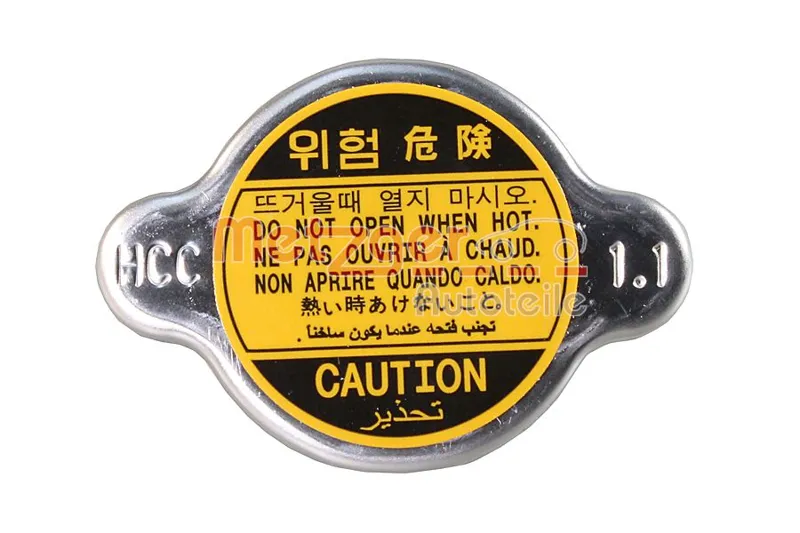 위험 危険
뜨거울때 열지 마시오.
DO NOT OPEN WHEN HOT.
NE PAS OUVRIR À CHAUD.
NON APRIRE QUANDO CALDO.
熱い時あけないこと。
تجنب فتحه عندما يكون ساخناً .
CAUTION
تحذير
HCC
1.1
metzger
Autoteile